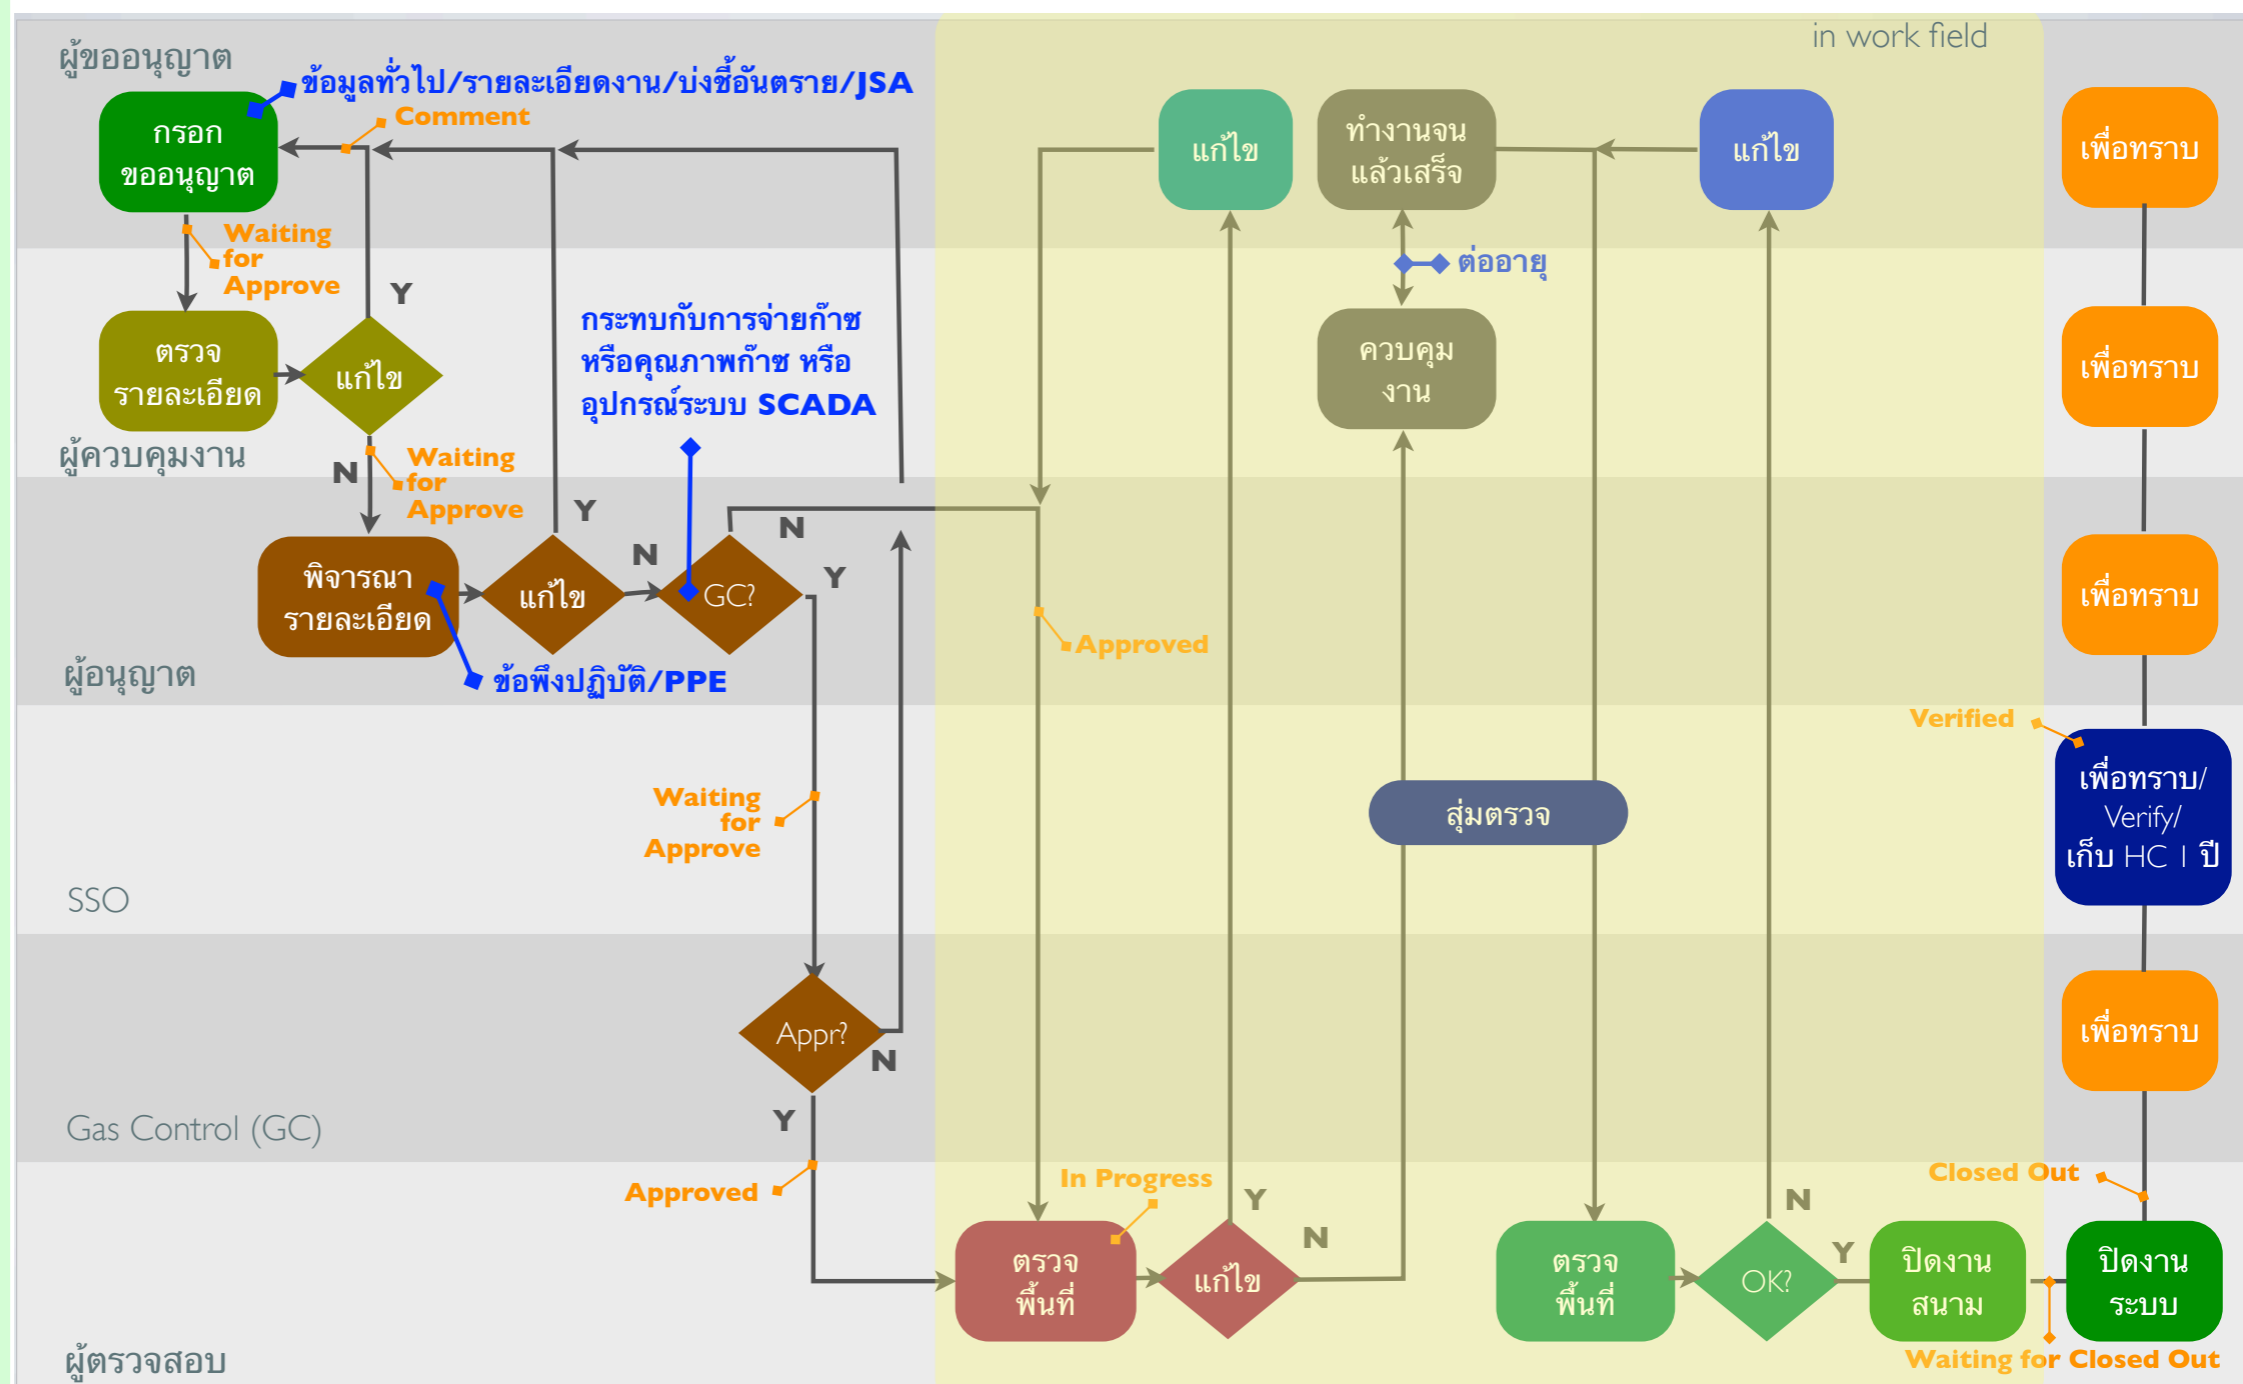 in work field
ผู้ขออนุญาต
ข้อมูลทั่วไป/รายละเอียดงาน/บ่งชี้อันตราย/JSA
Comment
กรอก
ขออนุญาต
แก้ไข
ทำงานจน
แล้วเสร็จ
แก้ไข
เพื่อทราบ
Waiting
for
Approve
Y
ต่ออายุ
กระทบกับการจ่ายก๊าซ
หรือคุณภาพก๊าซ หรือ
อุปกรณ์ระบบ SCADA
ตรวจ
รายละเอียด
แก้ไข
ควบคุม
งาน
เพื่อทราบ
ผู้ควบคุมงาน
N
Waiting
for
Approve
Y
N
N
Y
พิจารณา
รายละเอียด
แก้ไข
GC?
เพื่อทราบ
Approved
ผู้อนุญาต
ข้อพึงปฏิบัติ/PPE
Verified
Waiting
for
Approve
สุ่มตรวจ
เพื่อทราบ/
Verify/
เก็บ HC 1 ปี
SSO
Appr?
N
เพื่อทราบ
Y
Gas Control (GC)
Approved
In Progress
Closed Out
Y
N
N
Y
ตรวจ
พื้นที่
แก้ไข
ตรวจ
พื้นที่
OK?
ปิดงาน
สนาม
ปิดงาน
ระบบ
ผู้ตรวจสอบ
Waiting for Closed Out